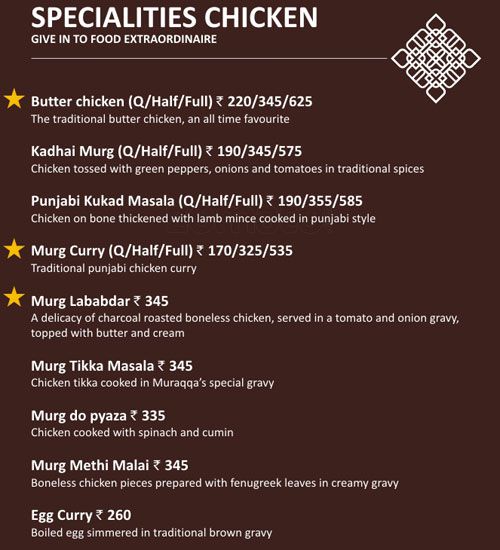 SPECIALITIES CHICKEN
GIVE IN TO FOOD EXTRAORDINAIRE
Butter chicken (Q/Half/Full) ₹ 220/345/625
The traditional butter chicken, an all time favourite
Kadhai Murg (Q/Half/Full) ₹ 190/345/575
Chicken tossed with green peppers, onions and tomatoes in traditional spices
Punjabi Kukad Masala (Q/Half/Full) ₹ 190/355/585
Chicken on bone thickened with lamb mince cooked in punjabi style
Murg Curry (Q/Half/Full) ₹ 170/325/535
Traditional punjabi chicken curry
Murg Lababdar ₹ 345
A delicacy of charcoal roasted boneless chicken, served in a tomato and onion gravy,
topped with butter and cream
Murg Tikka Masala ₹ 345
Chicken tikka cooked in Muraqqa's special gravy
Murg do pyaza ₹ 335
Chicken cooked with spinach and cumin
Murg Methi Malai ₹ 345
Boneless chicken pieces prepared with fenugreek leaves in creamy gravy
Egg Curry ₹ 260
Boiled egg simmered in traditional brown gravy